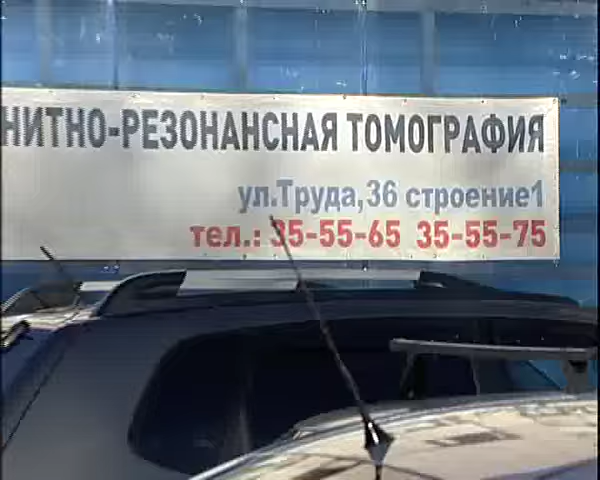 НИТНО-РЕЗОНАНСНАЯ ТОМОГРАФИЯ
ул.Труда,36 строение1
тел.: 35-55-65 35-55-75